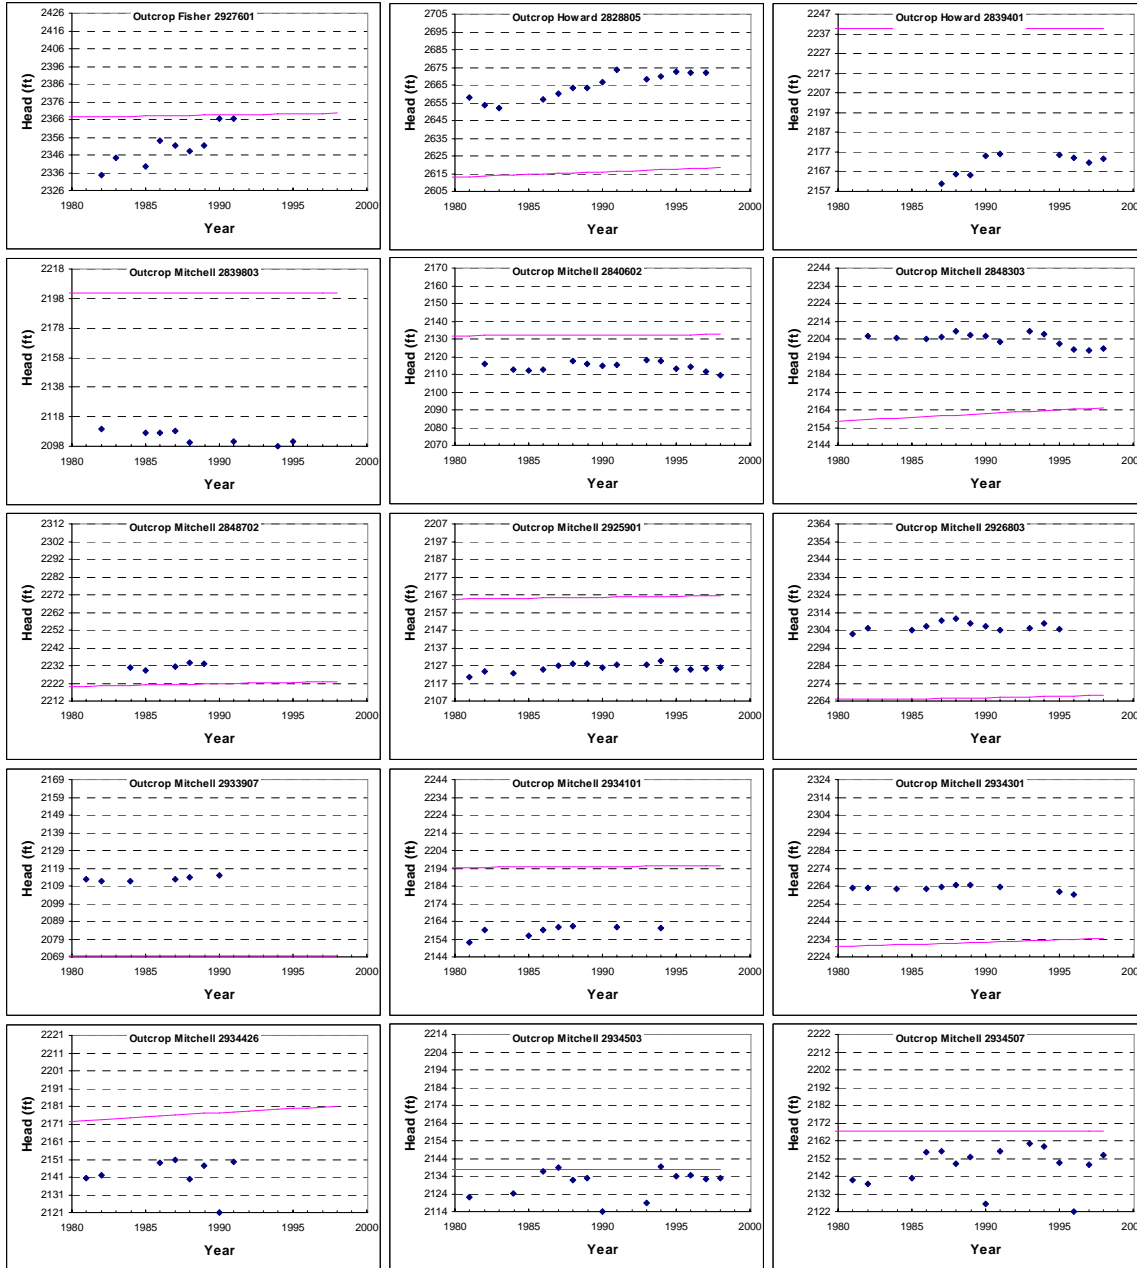 Outcrop Fisher 2927601
Head (ft)
2426
2416
2406
2396
2386
2376
2366
2356
2346
2336
2326
1980 1985 1990 1995 2000
Year
Outcrop Howard 2828805
Head (ft)
2705
2695
2685
2675
2665
2655
2645
2635
2625
2615
2605
1980 1985 1990 1995 2000
Year
Outcrop Howard 2839401
Head (ft)
2247
2237
2227
2217
2207
2197
2187
2177
2167
2157
1980 1985 1990 1995 2000
Year
Outcrop Mitchell 2839803
Head (ft)
2218
2198
2178
2158
2138
2118
2098
1980 1985 1990 1995 2000
Year
Outcrop Mitchell 2840602
Head (ft)
2170
2160
2150
2140
2130
2120
2110
2100
2090
2080
2070
1980 1985 1990 1995 2000
Year
Outcrop Mitchell 2848303
Head (ft)
2244
2234
2224
2214
2204
2194
2184
2174
2164
2154
2144
1980 1985 1990 1995 2000
Year
Outcrop Mitchell 2848702
Head (ft)
2312
2302
2292
2282
2272
2262
2252
2242
2232
2222
2212
1980 1985 1990 1995 2000
Year
Outcrop Mitchell 2925901
Head (ft)
2207
2197
2187
2177
2167
2157
2147
2137
2127
2117
2107
1980 1985 1990 1995 2000
Year
Outcrop Mitchell 2926803
Head (ft)
2364
2354
2344
2334
2324
2314
2304
2294
2284
2274
2264
1980 1985 1990 1995 2000
Year
Outcrop Mitchell 2933907
Head (ft)
2169
2159
2149
2139
2129
2119
2109
2099
2089
2079
2069
1980 1985 1990 1995 2000
Year
Outcrop Mitchell 2934101
Head (ft)
2244
2234
2224
2214
2204
2194
2184
2174
2164
2154
2144
1980 1985 1990 1995 2000
Year
Outcrop Mitchell 2934301
Head (ft)
2324
2314
2304
2294
2284
2274
2264
2254
2244
2234
2224
1980 1985 1990 1995 2000
Year
Outcrop Mitchell 2934426
Head (ft)
2221
2211
2201
2191
2181
2171
2161
2151
2141
2131
2121
1980 1985 1990 1995 2000
Year
Outcrop Mitchell 2934503
Head (ft)
2214
2204
2194
2184
2174
2164
2154
2144
2134
2124
2114
1980 1985 1990 1995 2000
Year
Outcrop Mitchell 2934507
Head (ft)
2222
2212
2202
2192
2182
2172
2162
2152
2142
2132
2122
1980 1985 1990 1995 2000
Year